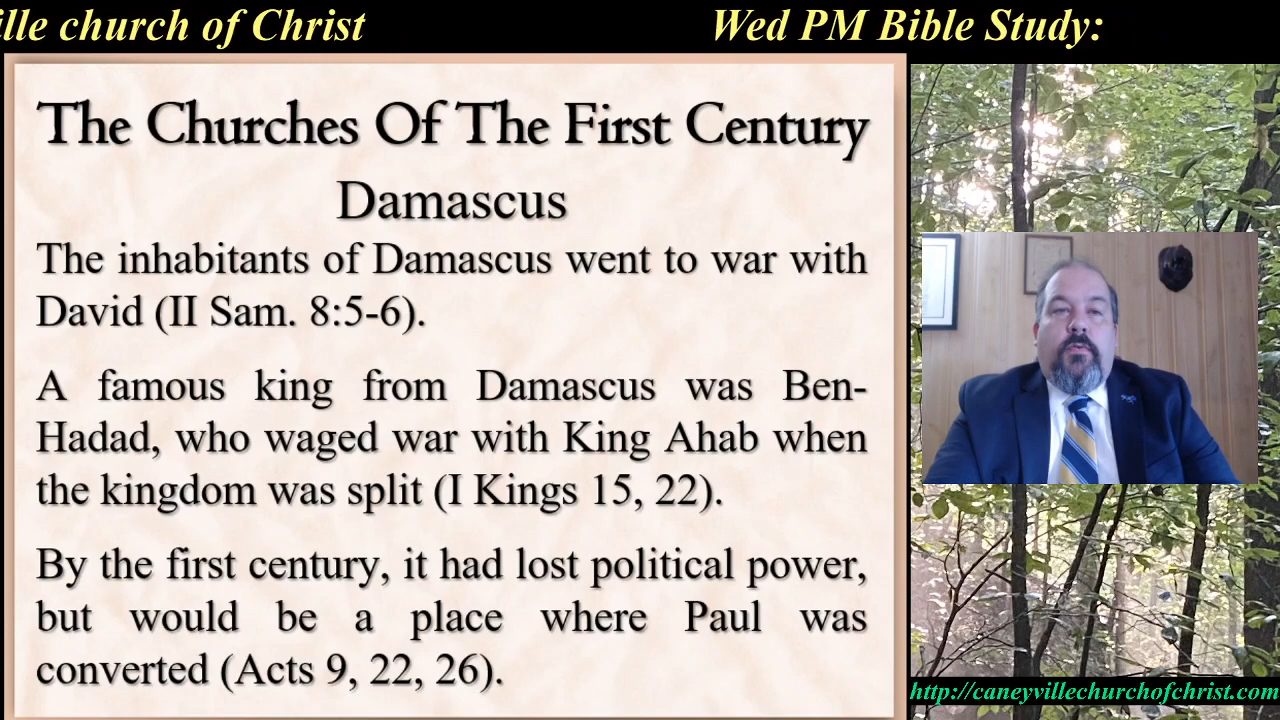 ille church of Christ Wed PM Bible Study:
The Churches Of The First Century
Damascus
The inhabitants of Damascus went to war with
David (II Sam. 8:5-6).
A famous king from Damascus was Ben-
Hadad, who waged war with King Ahab when
the kingdom was split (I Kings 15, 22).
By the first century, it had lost political power,
but would be a place where Paul was
converted (Acts 9, 22, 26).
http://caneyvillechurchofchrist.com